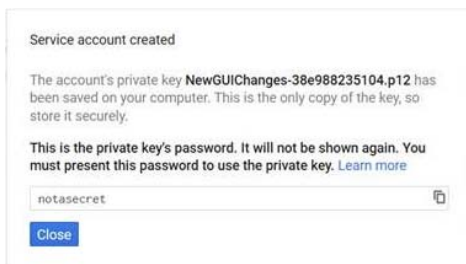 Service account created
The account's private key NewGUIChanges-38e988235104.p12 has
been saved on your computer. This is the only copy of the key, so
store it securely.
This is the private key's password. It will not be shown again. You
must present this password to use the private key. Learn more
notasecret
Close